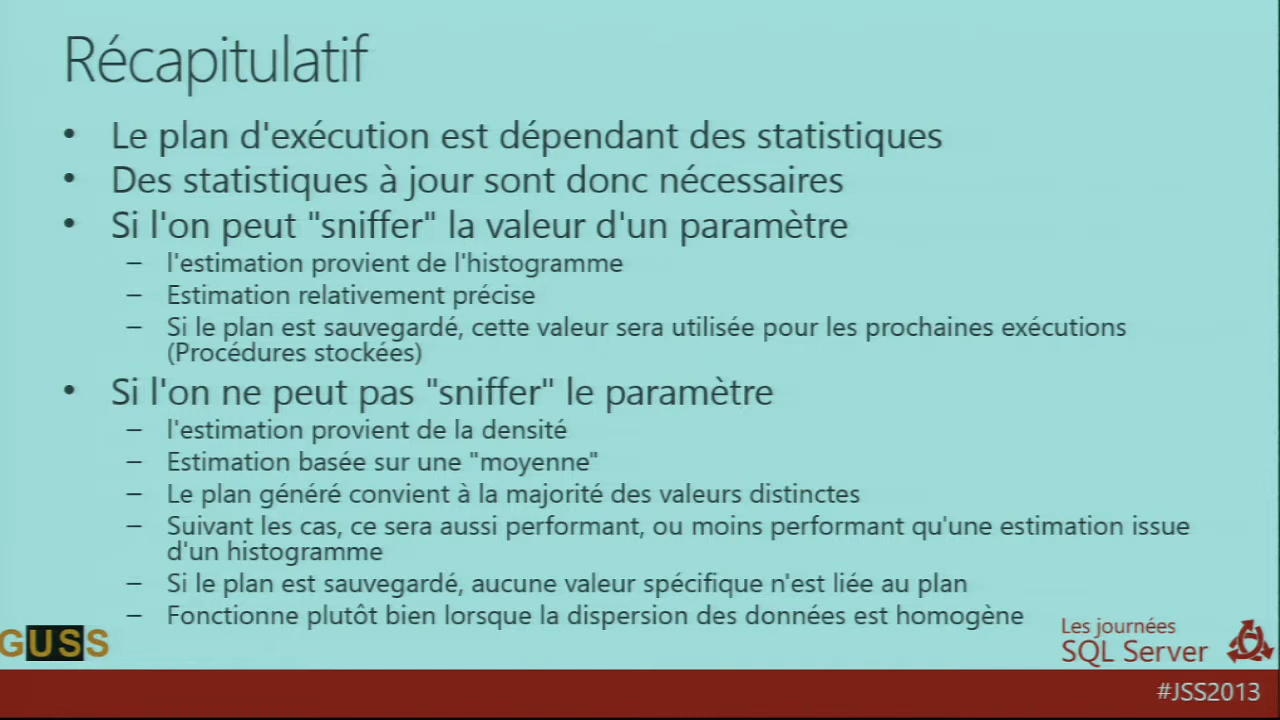 Récapitulatif
• Le plan d'exécution est dépendant des statistiques
• Des statistiques à jour sont donc nécessaires
• Si l'on peut "sniffer" la valeur d'un paramètre
– l'estimation provient de l'histogramme
– Estimation relativement précise
– Si le plan est sauvegardé, cette valeur sera utilisée pour les prochaines exécutions
(Procédures stockées)
• Si l'on ne peut pas "sniffer" le paramètre
– l'estimation provient de la densité
– Estimation basée sur une "moyenne"
– Le plan généré convient à la majorité des valeurs distinctes
– Suivant les cas, ce sera aussi performant, ou moins performant qu'une estimation issue
d'un histogramme
– Si le plan est sauvegardé, aucune valeur spécifique n'est liée au plan
– Fonctionne plutôt bien lorsque la dispersion des données est homogène
GUSS
Les journées
SQL Server
#JSS2013